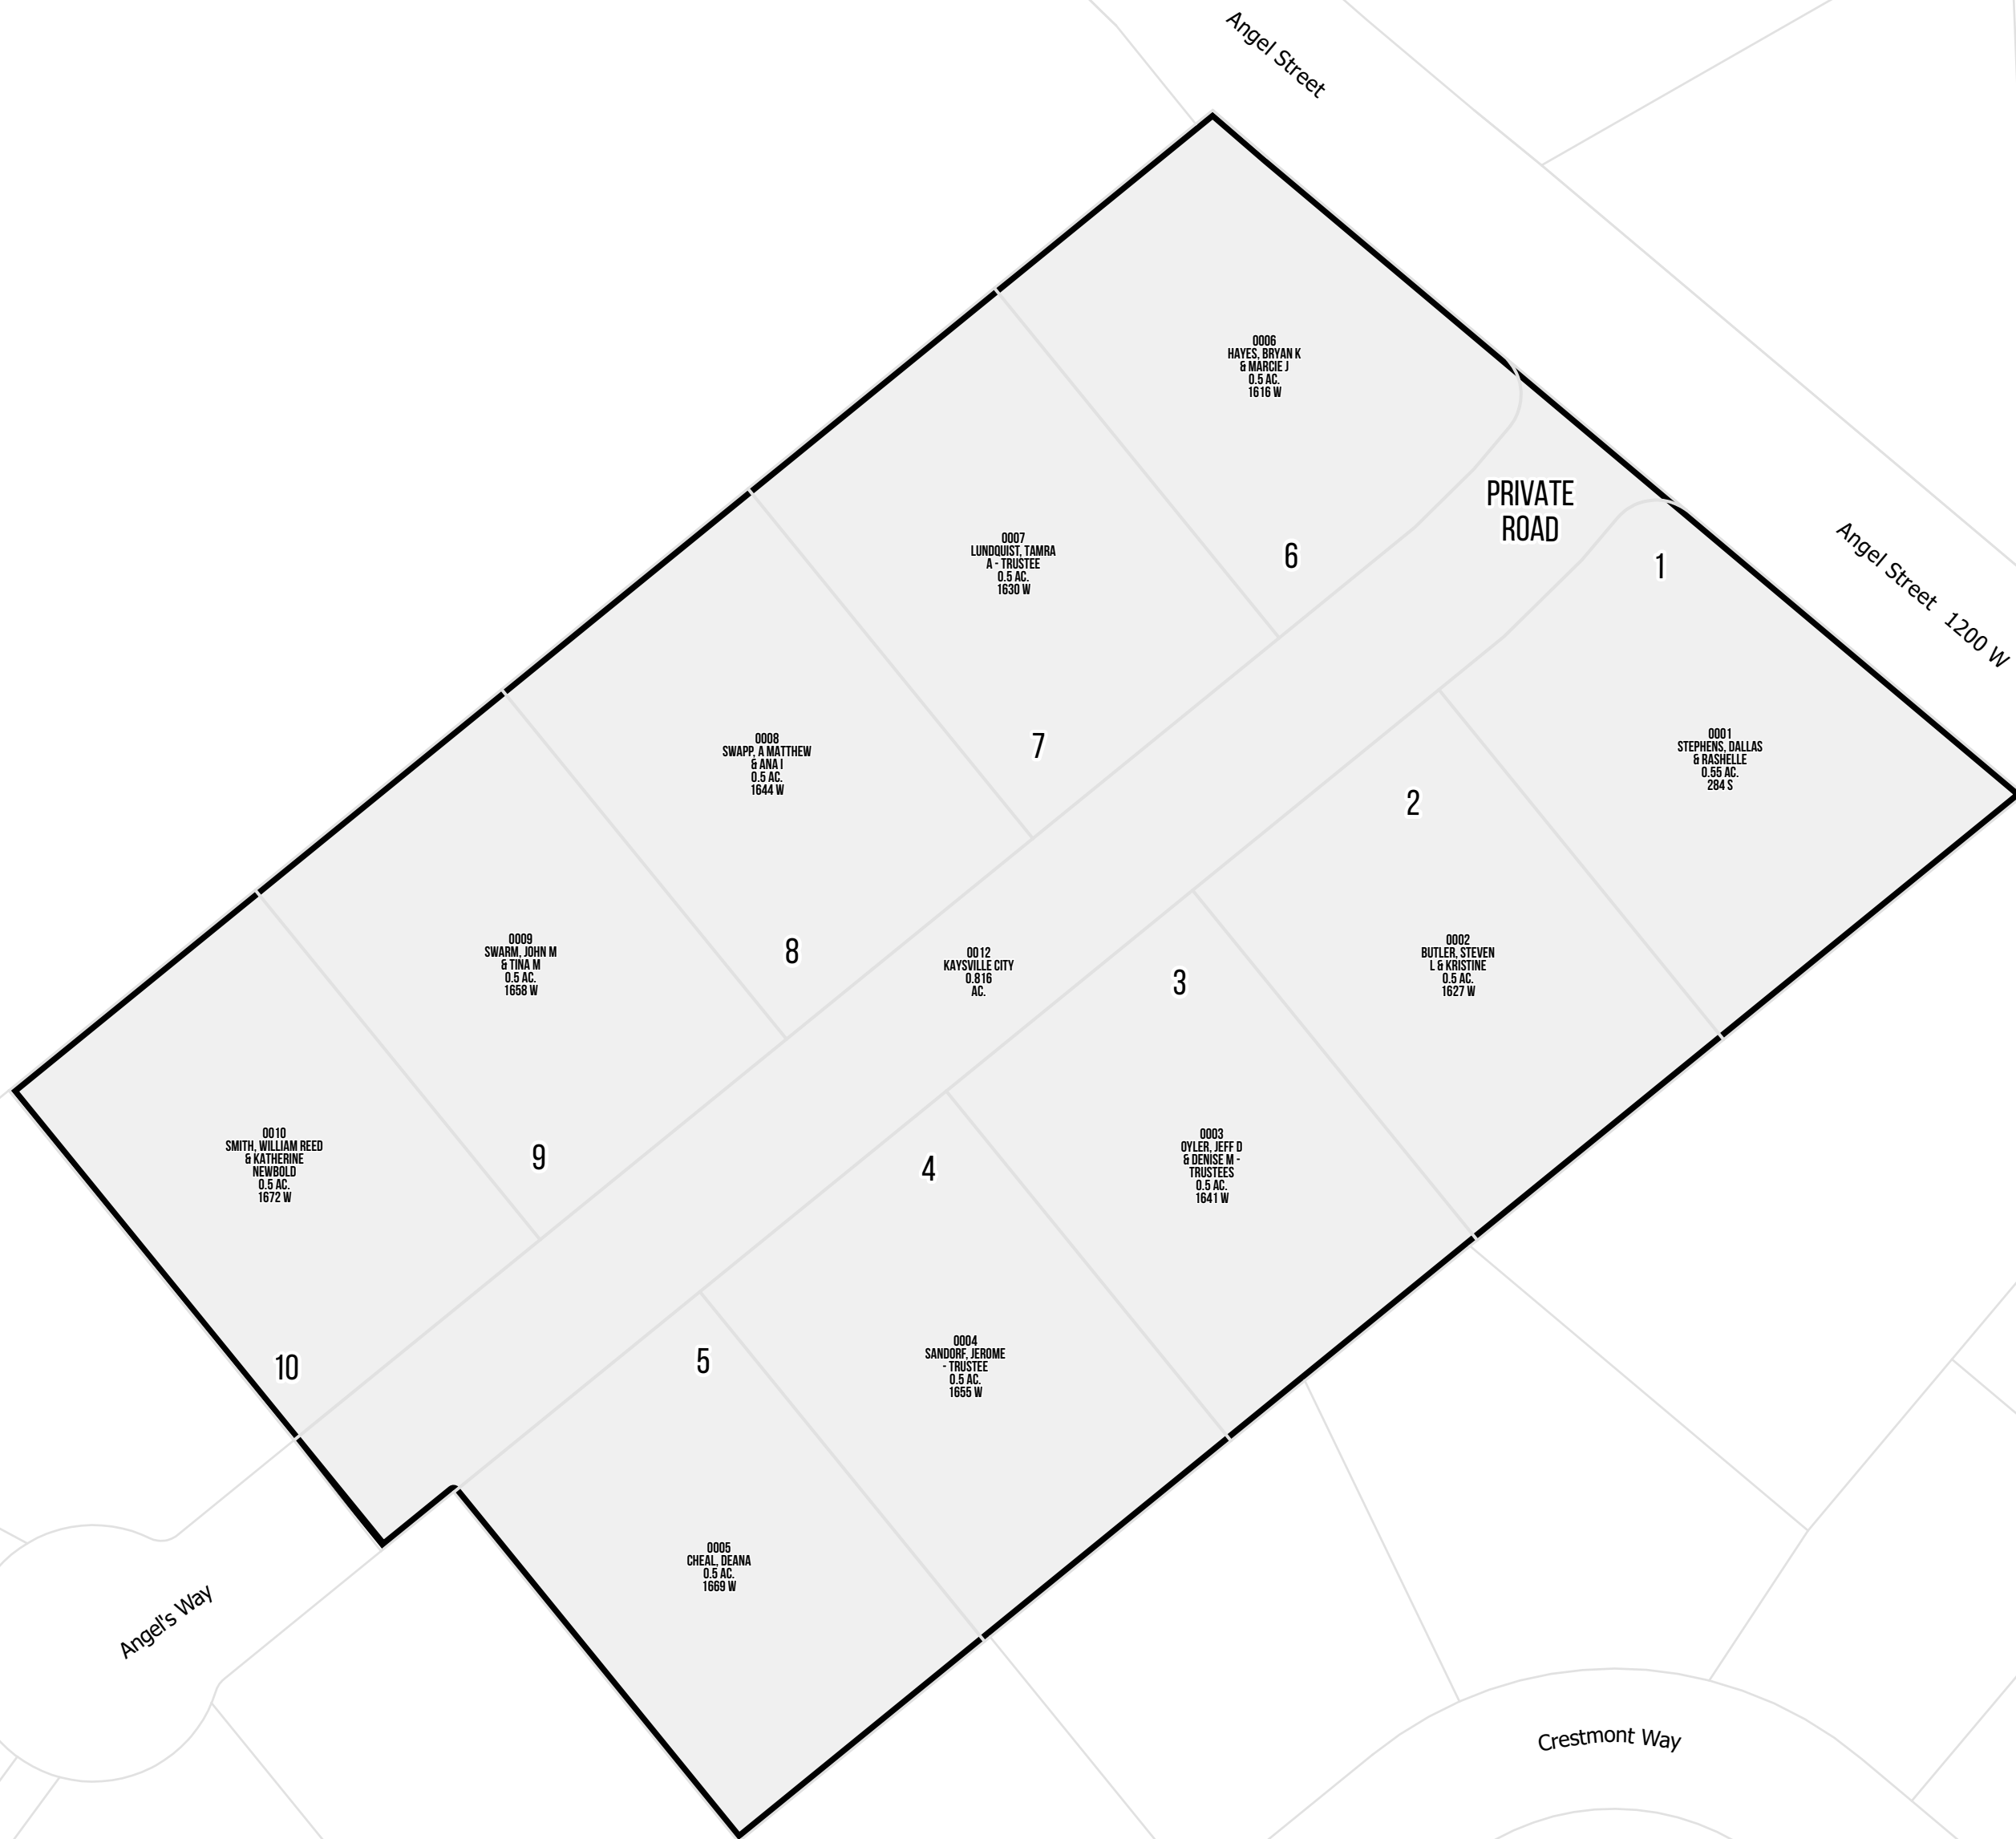 Angel Street
0006
HAYES, BRYAN K
& MARCIE J
0.5 AC.
1616 W
PRIVATE
ROAD
6
1
Angel Street 1200 W
0007
LUNDQUIST, TAMRA
A - TRUSTEE
0.5 AC.
1630 W
7
0001
STEPHENS, DALLAS
& RASHELLE
0.55 AC.
284 S
0008
SWAPP, A MATTHEW
& ANA I
0.5 AC.
1644 W
2
8
0009
SWARM, JOHN M
& TINA M
0.5 AC.
1658 W
0012
KAYSVILLE CITY
0.816
AC.
3
0002
BUTLER, STEVEN
L & KRISTINE
0.5 AC.
1627 W
0010
SMITH, WILLIAM REED
& KATHERINE
NEWBOLD
0.5 AC.
1672 W
9
4
0003
OYLER, JEFF D
& DENISE M -
TRUSTEES
0.5 AC.
1641 W
10
5
0004
SANDORF, JEROME
- TRUSTEE
0.5 AC.
1655 W
0005
CHEAL, DEANA
0.5 AC.
1669 W
Angel's Way
Crestmont Way